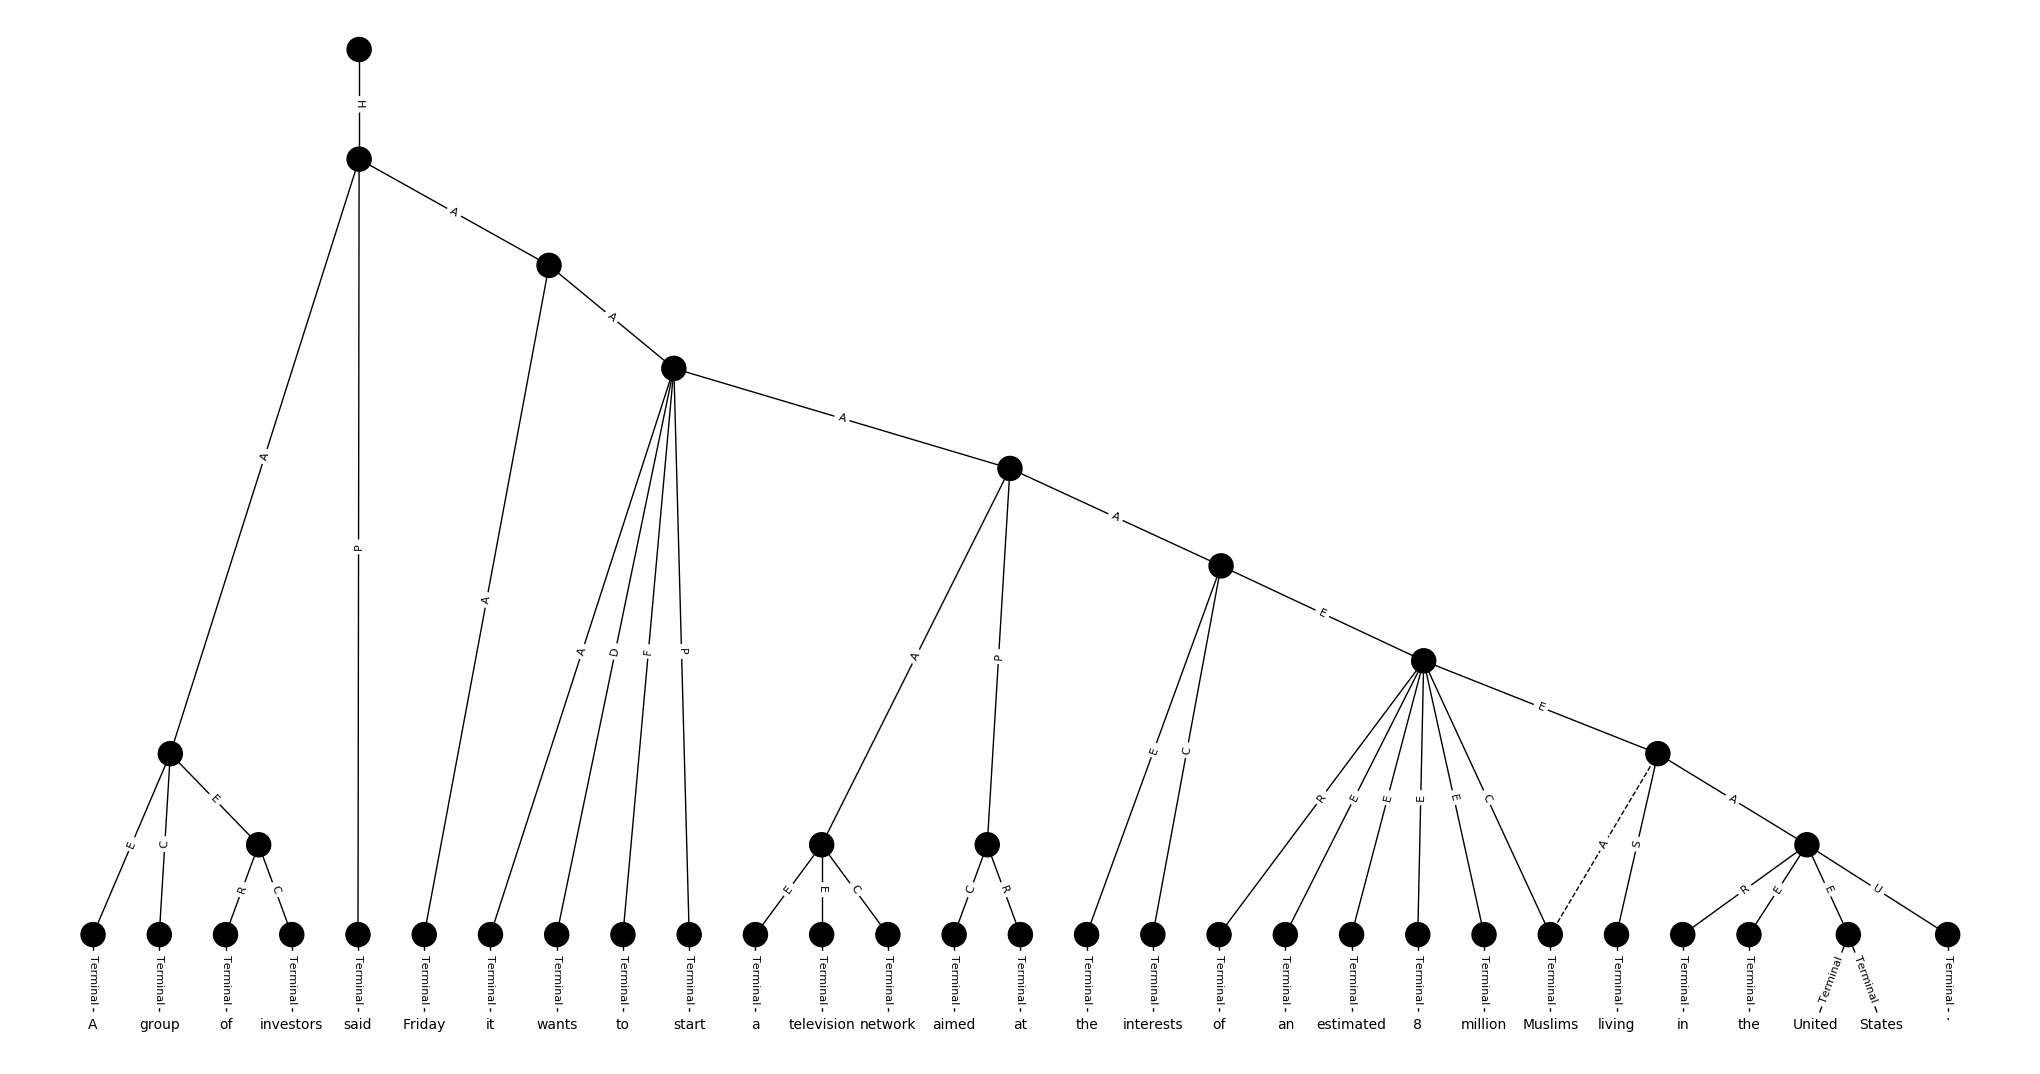 H
A
A
A
A
A
P
A
E
A
A
D
F
P
A
P
E
C
E
R
E
E
E
E
C
A
E
C
R
C
E
E
C
C
R
A
S
R
E
E
U
Terminal Terminal Terminal Terminal Terminal Terminal Terminal Terminal Terminal Terminal Terminal Terminal Terminal Terminal Terminal Terminal Terminal Terminal Terminal Terminal Terminal Terminal Terminal Terminal Terminal Terminal Terminal Terminal Terminal
A group of investors said Friday it wants to start a television network aimed at the interests of an estimated 8 million Muslims living in the United States .